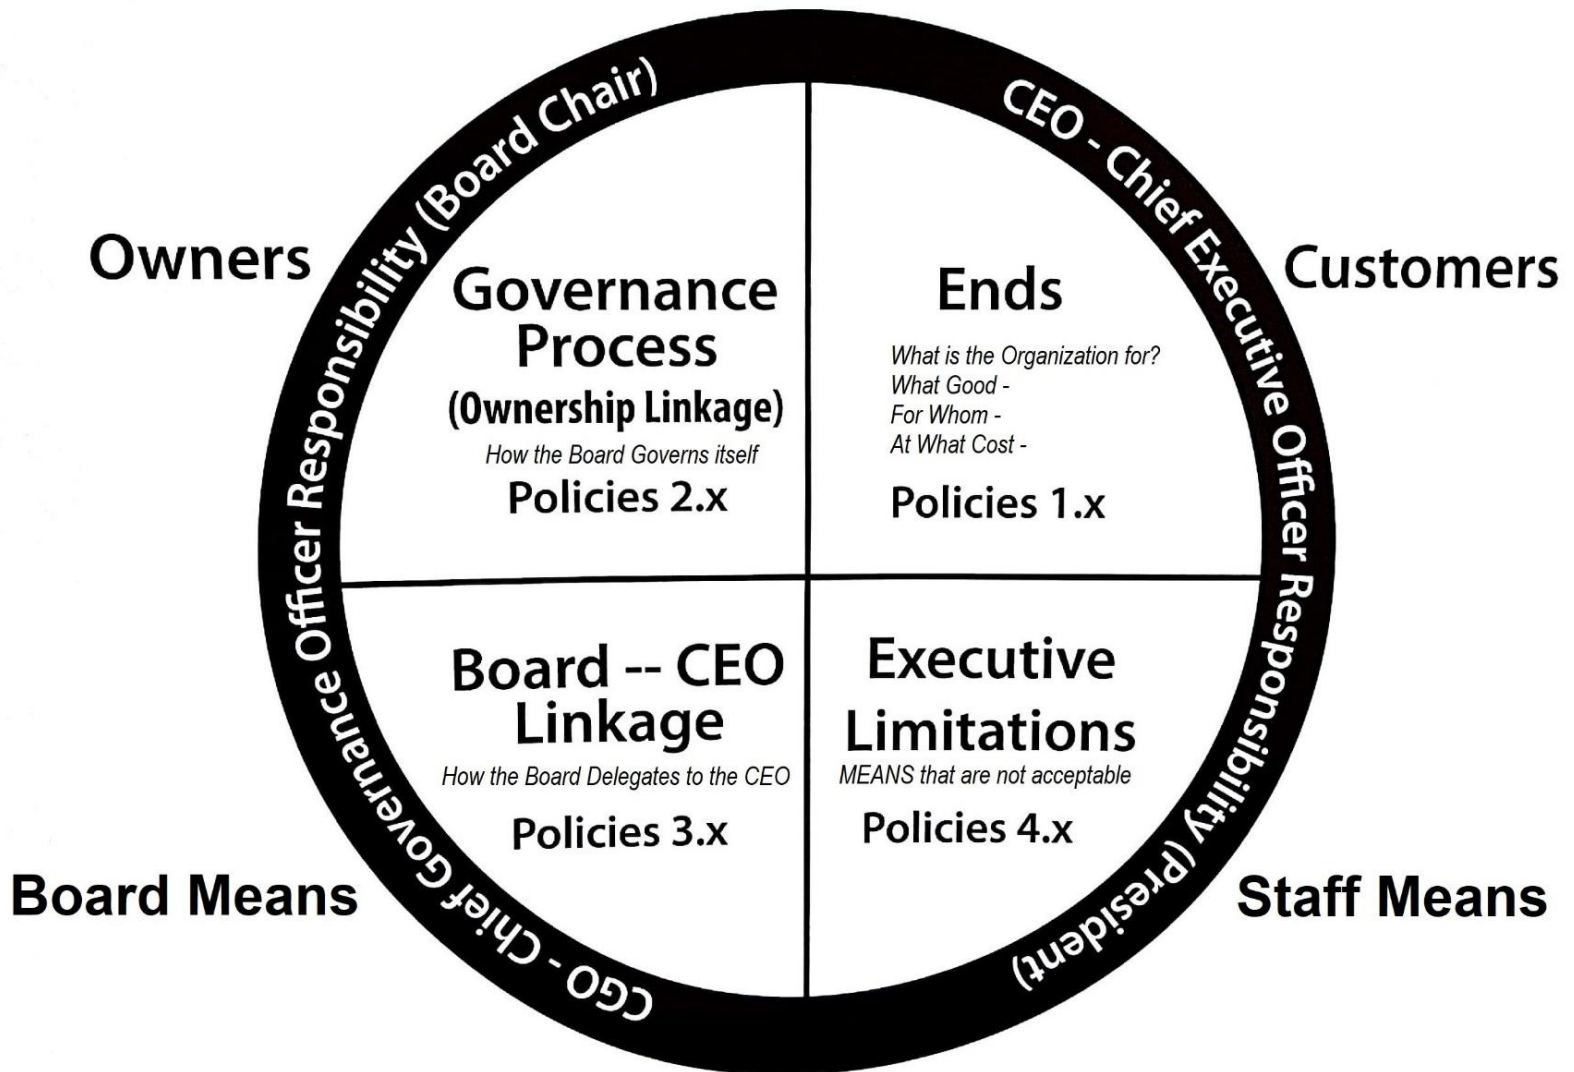 CGO - Chief Governance Officer Responsibility (Board Chair)
CEO - Chief Executive Officer Responsibility (President)
Owners
Customers
Governance
Process
(Ownership Linkage)
How the Board Governs itself
Policies 2.x
Ends
What is the Organization for?
What Good -
For Whom -
At What Cost -
Policies 1.x
Board -- CEO
Linkage
How the Board Delegates to the CEO
Policies 3.x
Executive
Limitations
MEANS that are not acceptable
Policies 4.x
Board Means
Staff Means